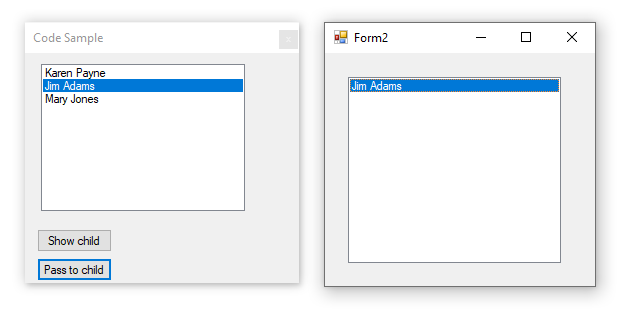 Code Sample
Karen Payne
Jim Adams
Mary Jones
Show child
Pass to child
Form2
Jim Adams